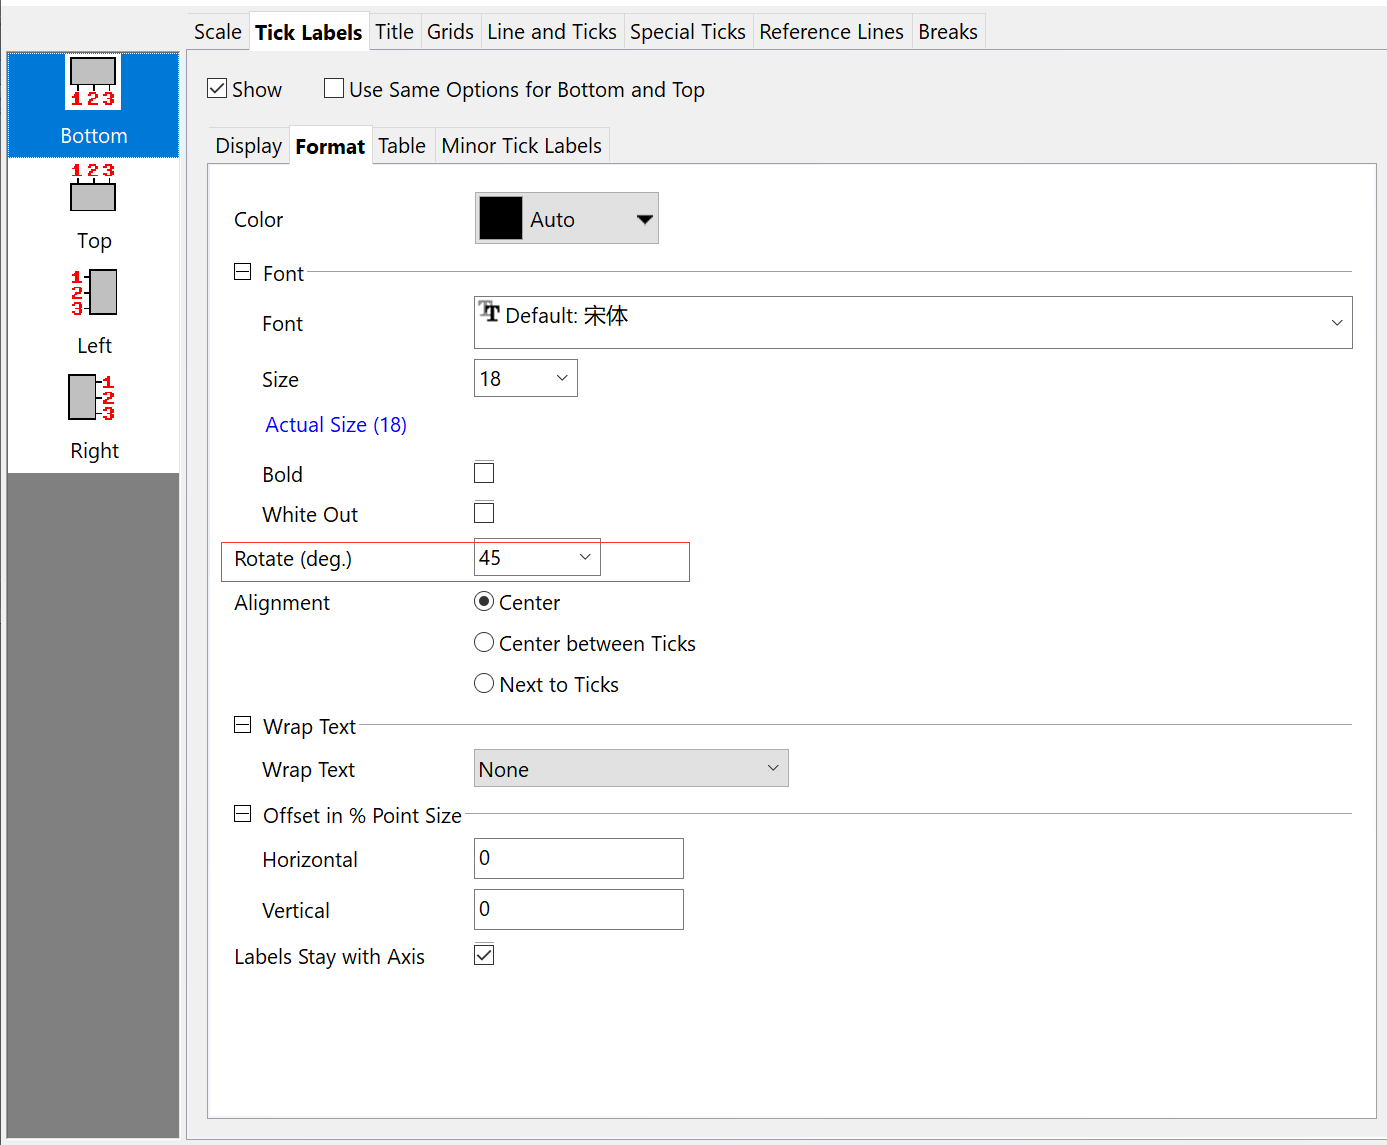 Scale Tick Labels Title Grids Line and Ticks Special Ticks Reference Lines Breaks
1 2 3
Bottom
1 2 3
Top
1
2
3
Left
1
2
3
Right
Show Use Same Options for Bottom and Top
Display Format Table Minor Tick Labels
Color Auto
Font
Font Default: 宋体
Size 18
Actual Size (18)
Bold
White Out
Rotate (deg.) 45
Alignment Center
Center between Ticks
Next to Ticks
Wrap Text
Wrap Text None
Offset in % Point Size
Horizontal 0
Vertical 0
Labels Stay with Axis